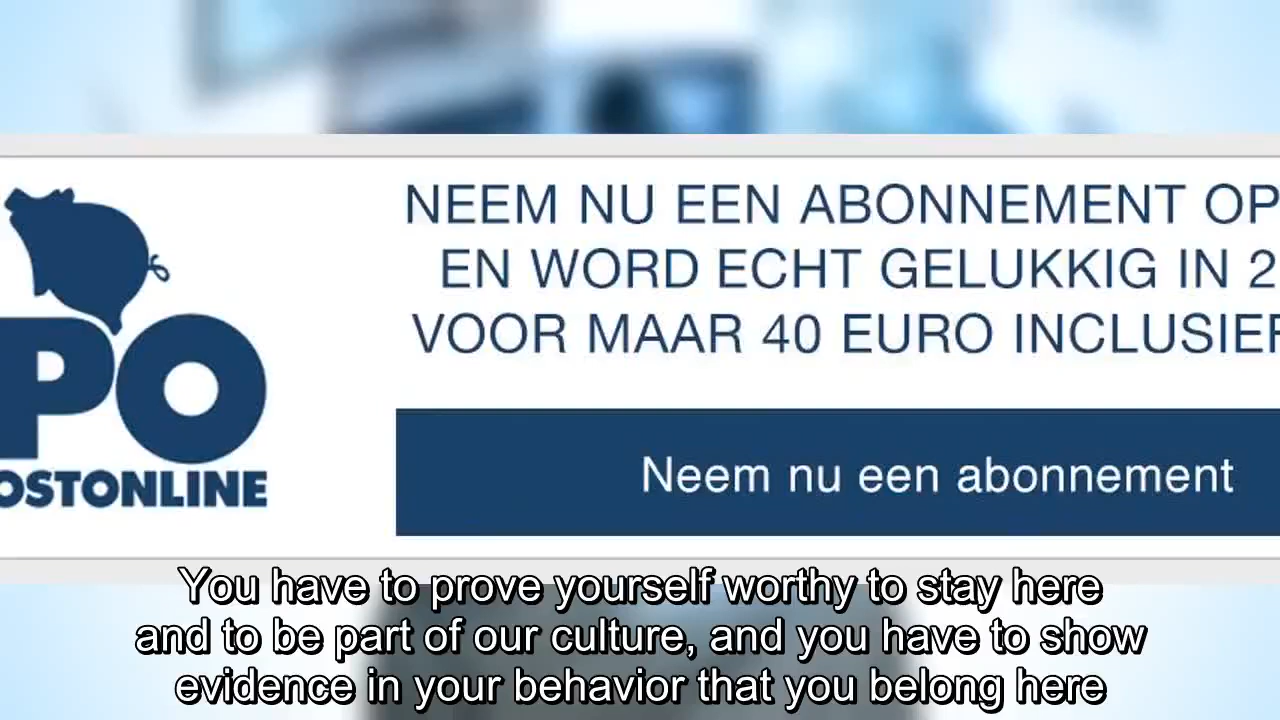 NEEM NU EEN ABONNEMENT OP
EN WORD ECHT GELUKKIG IN 2
VOOR MAAR 40 EURO INCLUSIEF
PO
OSTONLINE
Neem nu een abonnement
You have to prove yourself worthy to stay here
and to be part of our culture, and you have to show
evidence in your behavior that you belong here